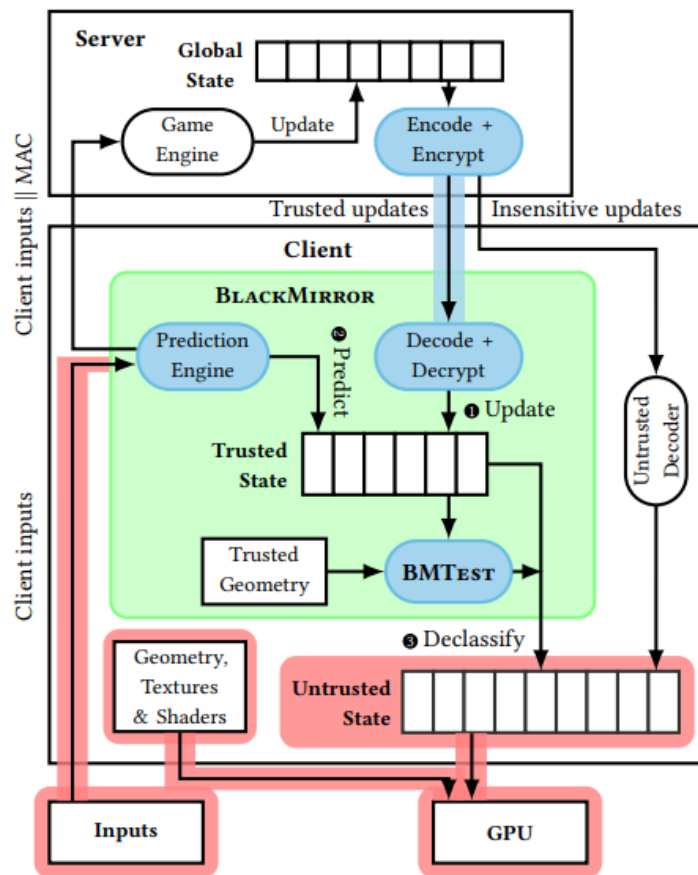 Server
Global
State
Game
Engine
Update
Encode +
Encrypt
Client inputs || MAC
Trusted updates
Insensitive updates
Client
BLACKMIRROR
Prediction
Engine
❷ Predict
Decode +
Decrypt
❶ Update
Untrusted
Decoder
Trusted
State
Client inputs
Trusted
Geometry
BMTEST
❸ Declassify
Geometry,
Textures
& Shaders
Untrusted
State
Inputs
GPU